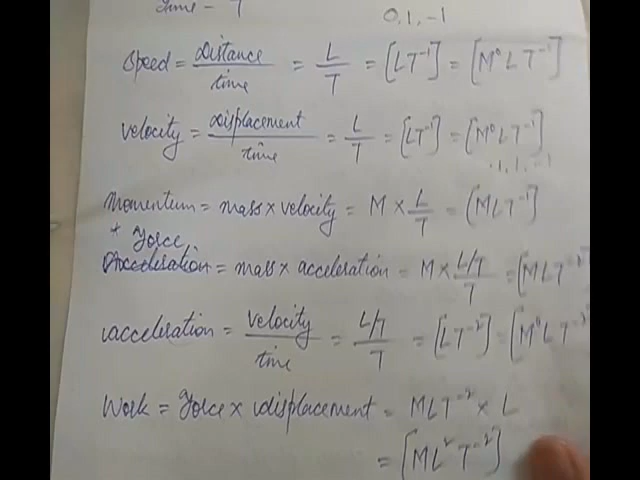 time - T
0, 1, -1
Speed = distance/time = L/T = [LT⁻¹] = [M⁰LT⁻¹]
velocity = displacement/time = L/T = [LT⁻¹] = [M⁰LT⁻¹]
1, 1, -1
Momentum = mass × velocity = M × L/T = [MLT⁻¹]
* Force
Acceleration = mass × acceleration = M × L/T/T = [MLT⁻²
acceleration = velocity/time = L/T/T = [LT⁻²] = [M⁰LT⁻²
Work = Force × displacement = MLT⁻² × L
= [ML²T⁻²]